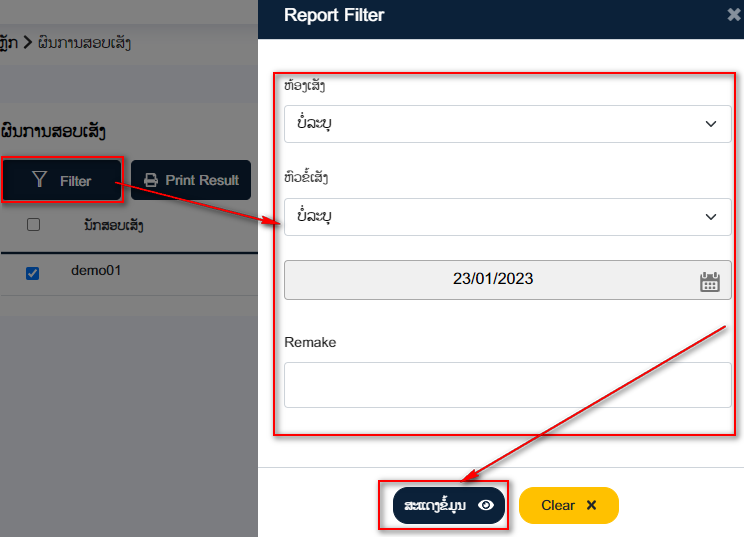 Report Filter
ຫຼັກ > ຜົນການສອບເສັງ
ຫ້ອງເສັງ
ບໍ່ລະບຸ
ຜົນການສອບເສັງ
Filter
Print Result
ຫົວຂໍ້ເສັງ
ບໍ່ລະບຸ
ນັກສອບເສັງ
demo01
23/01/2023
Remake
ສະແດງຂໍ້ມູນ
Clear